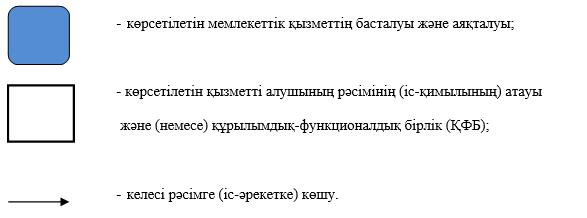 - көрсетілетін мемлекеттік қызметтің басталуы және аяқталуы;
- көрсетілетін қызметті алушының рәсімінің (іс-қимылының) атауы
және (немесе) құрылымдық-функционалдық бірлік (ҚФБ);
- келесі рәсімге (іс-әрекетке) көшу.